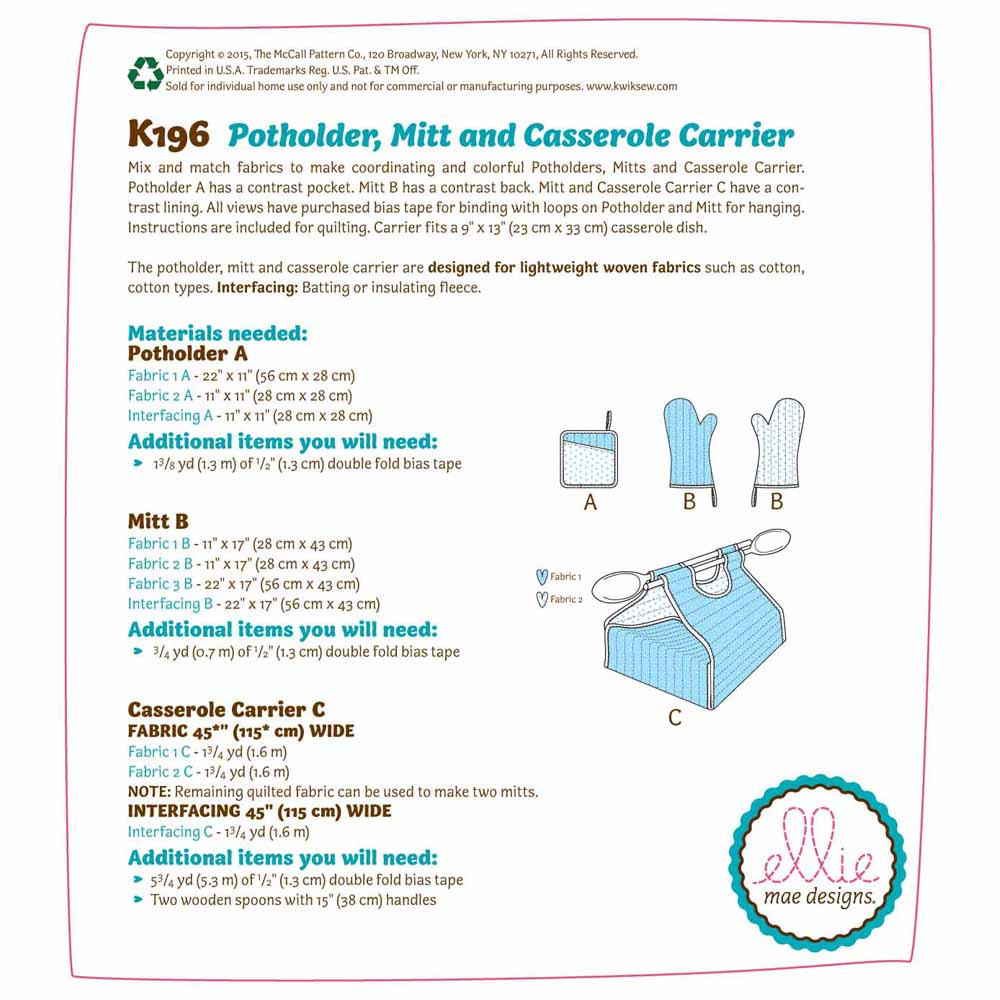 Copyright © 2015, The McCall Pattern Co., 120 Broadway, New York, NY 10271, All Rights Reserved.
Printed in U.S.A. Trademarks Reg. U.S. Pat. & TM Off.
Sold for individual home use only and not for commercial or manufacturing purposes. www.kwiksew.com
K196 Potholder, Mitt and Casserole Carrier
Mix and match fabrics to make coordinating and colorful Potholders, Mitts and Casserole Carrier.
Potholder A has a contrast pocket. Mitt B has a contrast back. Mitt and Casserole Carrier C have a con-
trast lining. All views have purchased bias tape for binding with loops on Potholder and Mitt for hanging.
Instructions are included for quilting. Carrier fits a 9" x 13" (23 cm x 33 cm) casserole dish.
The potholder, mitt and casserole carrier are designed for lightweight woven fabrics such as cotton,
cotton types. Interfacing: Batting or insulating fleece.
Materials needed:
Potholder A
Fabric 1 A - 22" x 11" (56 cm x 28 cm)
Fabric 2 A - 11" x 11" (28 cm x 28 cm)
Interfacing A - 11" x 11" (28 cm x 28 cm)
Additional items you will need:
➢ 1 3/8 yd (1.3 m) of 1/2" (1.3 cm) double fold bias tape
Mitt B
Fabric 1 B - 11" x 17" (28 cm x 43 cm)
Fabric 2 B - 11" x 17" (28 cm x 43 cm)
Fabric 3 B - 22" x 17" (56 cm x 43 cm)
Interfacing B - 22" x 17" (56 cm x 43 cm)
Additional items you will need:
➢ 3/4 yd (0.7 m) of 1/2" (1.3 cm) double fold bias tape
Casserole Carrier C
FABRIC 45*" (115* cm) WIDE
Fabric 1 C - 1 3/4 yd (1.6 m)
Fabric 2 C - 1 3/4 yd (1.6 m)
NOTE: Remaining quilted fabric can be used to make two mitts.
INTERFACING 45" (115 cm) WIDE
Interfacing C - 1 3/4 yd (1.6 m)
Additional items you will need:
➢ 5 3/4 yd (5.3 m) of 1/2" (1.3 cm) double fold bias tape
➢ Two wooden spoons with 15" (38 cm) handles
A
B
B
Fabric 1
Fabric 2
C
ellie
mae designs.